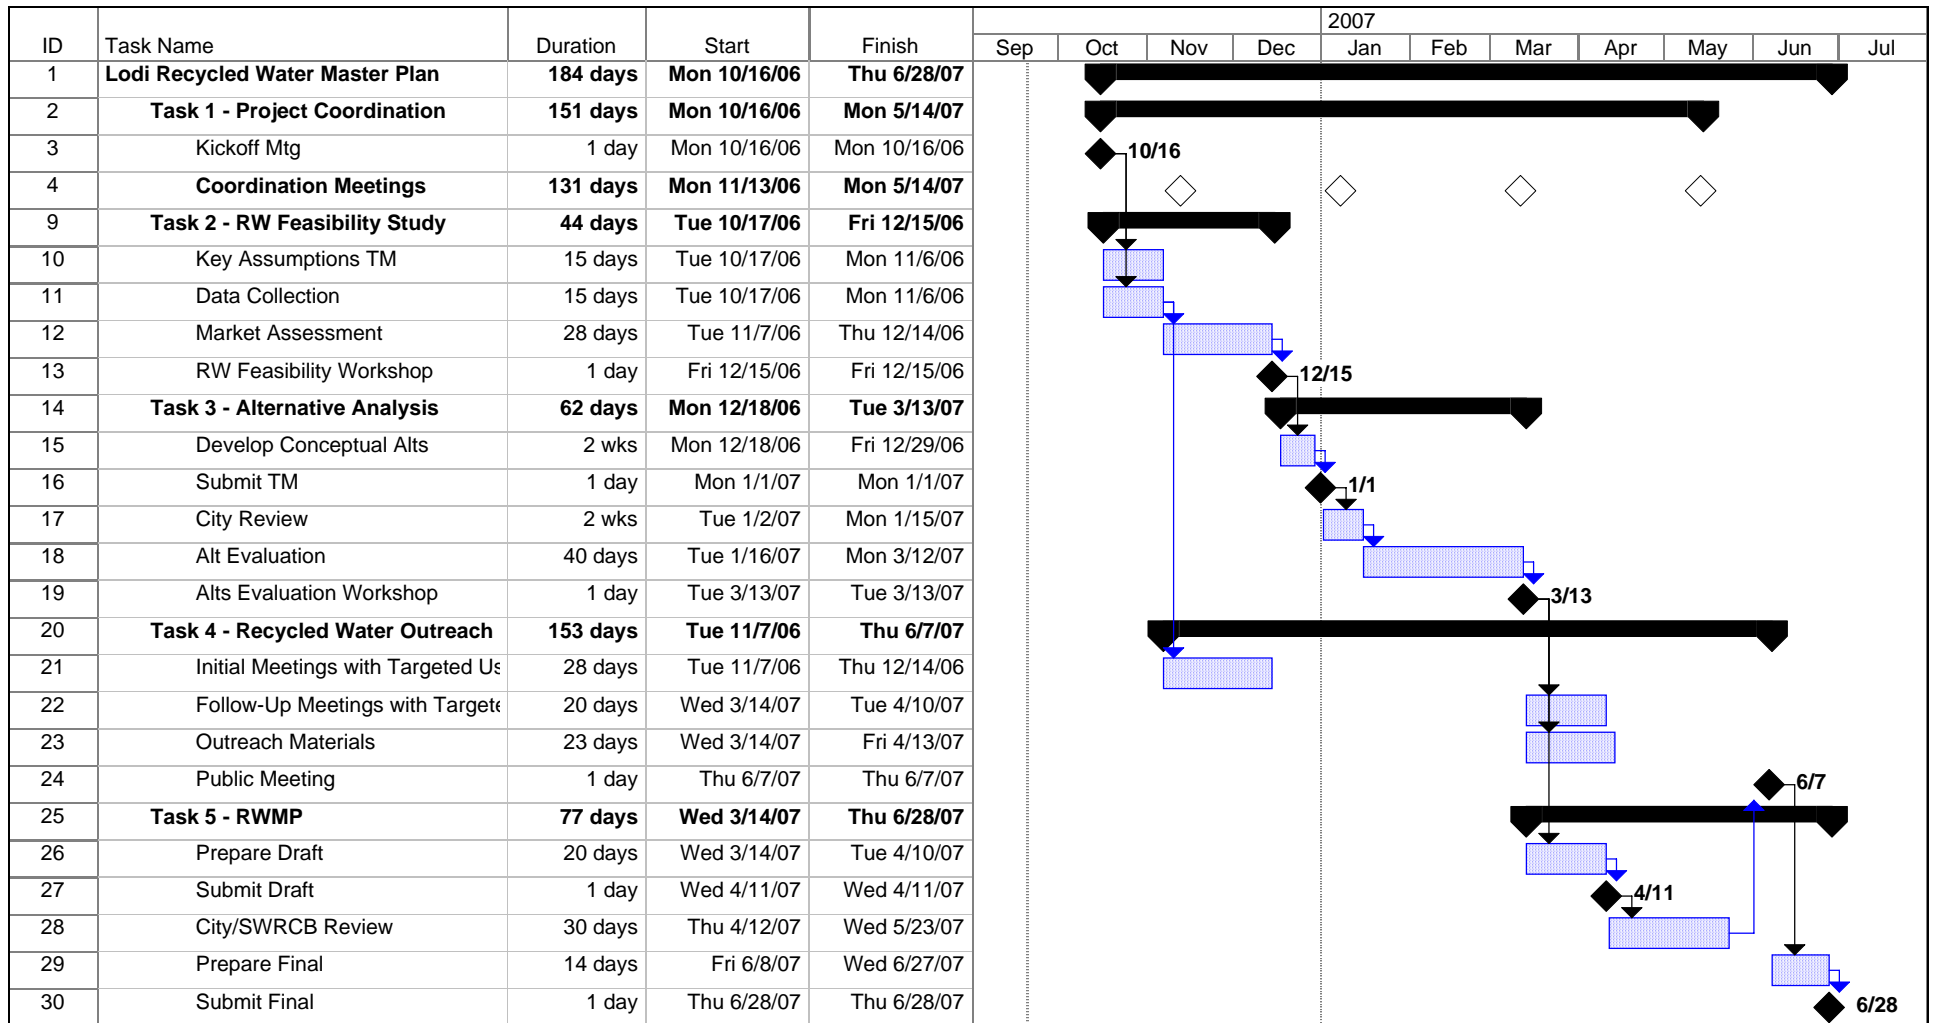 2007
ID Task Name Duration Start Finish Sep Oct Nov Dec Jan Feb Mar Apr May Jun Jul
1 Lodi Recycled Water Master Plan 184 days Mon 10/16/06 Thu 6/28/07
2 Task 1 - Project Coordination 151 days Mon 10/16/06 Mon 5/14/07
3 Kickoff Mtg 1 day Mon 10/16/06 Mon 10/16/06 10/16
4 Coordination Meetings 131 days Mon 11/13/06 Mon 5/14/07
9 Task 2 - RW Feasibility Study 44 days Tue 10/17/06 Fri 12/15/06
10 Key Assumptions TM 15 days Tue 10/17/06 Mon 11/6/06
11 Data Collection 15 days Tue 10/17/06 Mon 11/6/06
12 Market Assessment 28 days Tue 11/7/06 Thu 12/14/06
13 RW Feasibility Workshop 1 day Fri 12/15/06 Fri 12/15/06 12/15
14 Task 3 - Alternative Analysis 62 days Mon 12/18/06 Tue 3/13/07
15 Develop Conceptual Alts 2 wks Mon 12/18/06 Fri 12/29/06
16 Submit TM 1 day Mon 1/1/07 Mon 1/1/07 1/1
17 City Review 2 wks Tue 1/2/07 Mon 1/15/07
18 Alt Evaluation 40 days Tue 1/16/07 Mon 3/12/07
19 Alts Evaluation Workshop 1 day Tue 3/13/07 Tue 3/13/07 3/13
20 Task 4 - Recycled Water Outreach 153 days Tue 11/7/06 Thu 6/7/07
21 Initial Meetings with Targeted Us 28 days Tue 11/7/06 Thu 12/14/06
22 Follow-Up Meetings with Targete 20 days Wed 3/14/07 Tue 4/10/07
23 Outreach Materials 23 days Wed 3/14/07 Fri 4/13/07
24 Public Meeting 1 day Thu 6/7/07 Thu 6/7/07 6/7
25 Task 5 - RWMP 77 days Wed 3/14/07 Thu 6/28/07
26 Prepare Draft 20 days Wed 3/14/07 Tue 4/10/07
27 Submit Draft 1 day Wed 4/11/07 Wed 4/11/07 4/11
28 City/SWRCB Review 30 days Thu 4/12/07 Wed 5/23/07
29 Prepare Final 14 days Fri 6/8/07 Wed 6/27/07
30 Submit Final 1 day Thu 6/28/07 Thu 6/28/07 6/28